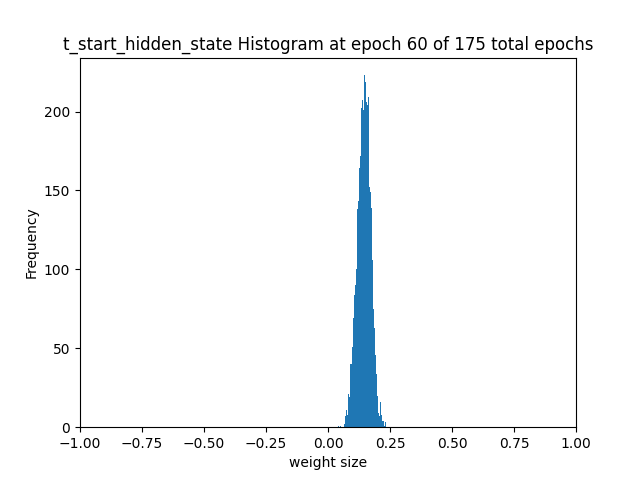 t_start_hidden_state Histogram at epoch 60 of 175 total epochs
Frequency
200
150
100
50
0
−1.00 −0.75 −0.50 −0.25 0.00 0.25 0.50 0.75 1.00
weight size